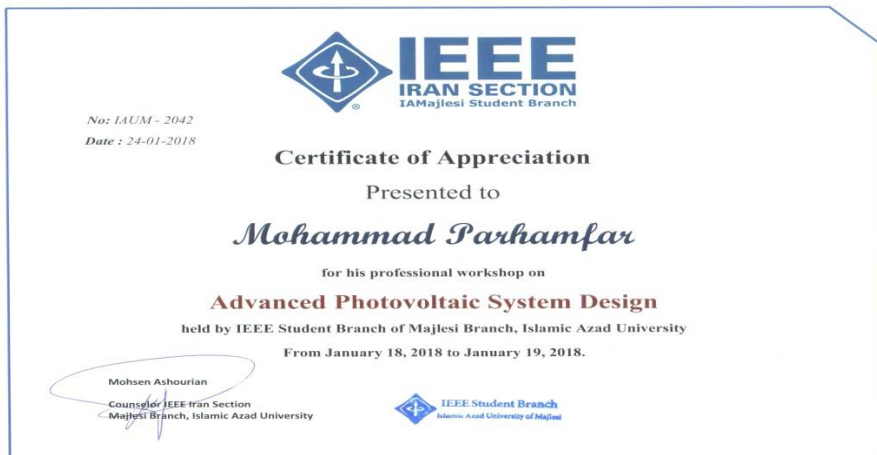 IEEE
IRAN SECTION
IAMajlesi Student Branch
®
No: IAUM - 2042
Date : 24-01-2018
Certificate of Appreciation
Presented to
Mohammad Parhamfar
for his professional workshop on
Advanced Photovoltaic System Design
held by IEEE Student Branch of Majlesi Branch, Islamic Azad University
From January 18, 2018 to January 19, 2018.
Mohsen Ashourian
Counselor IEEE Iran Section
Majlesi Branch, Islamic Azad University
IEEE Student Branch
Islamic Azad University of Majlesi